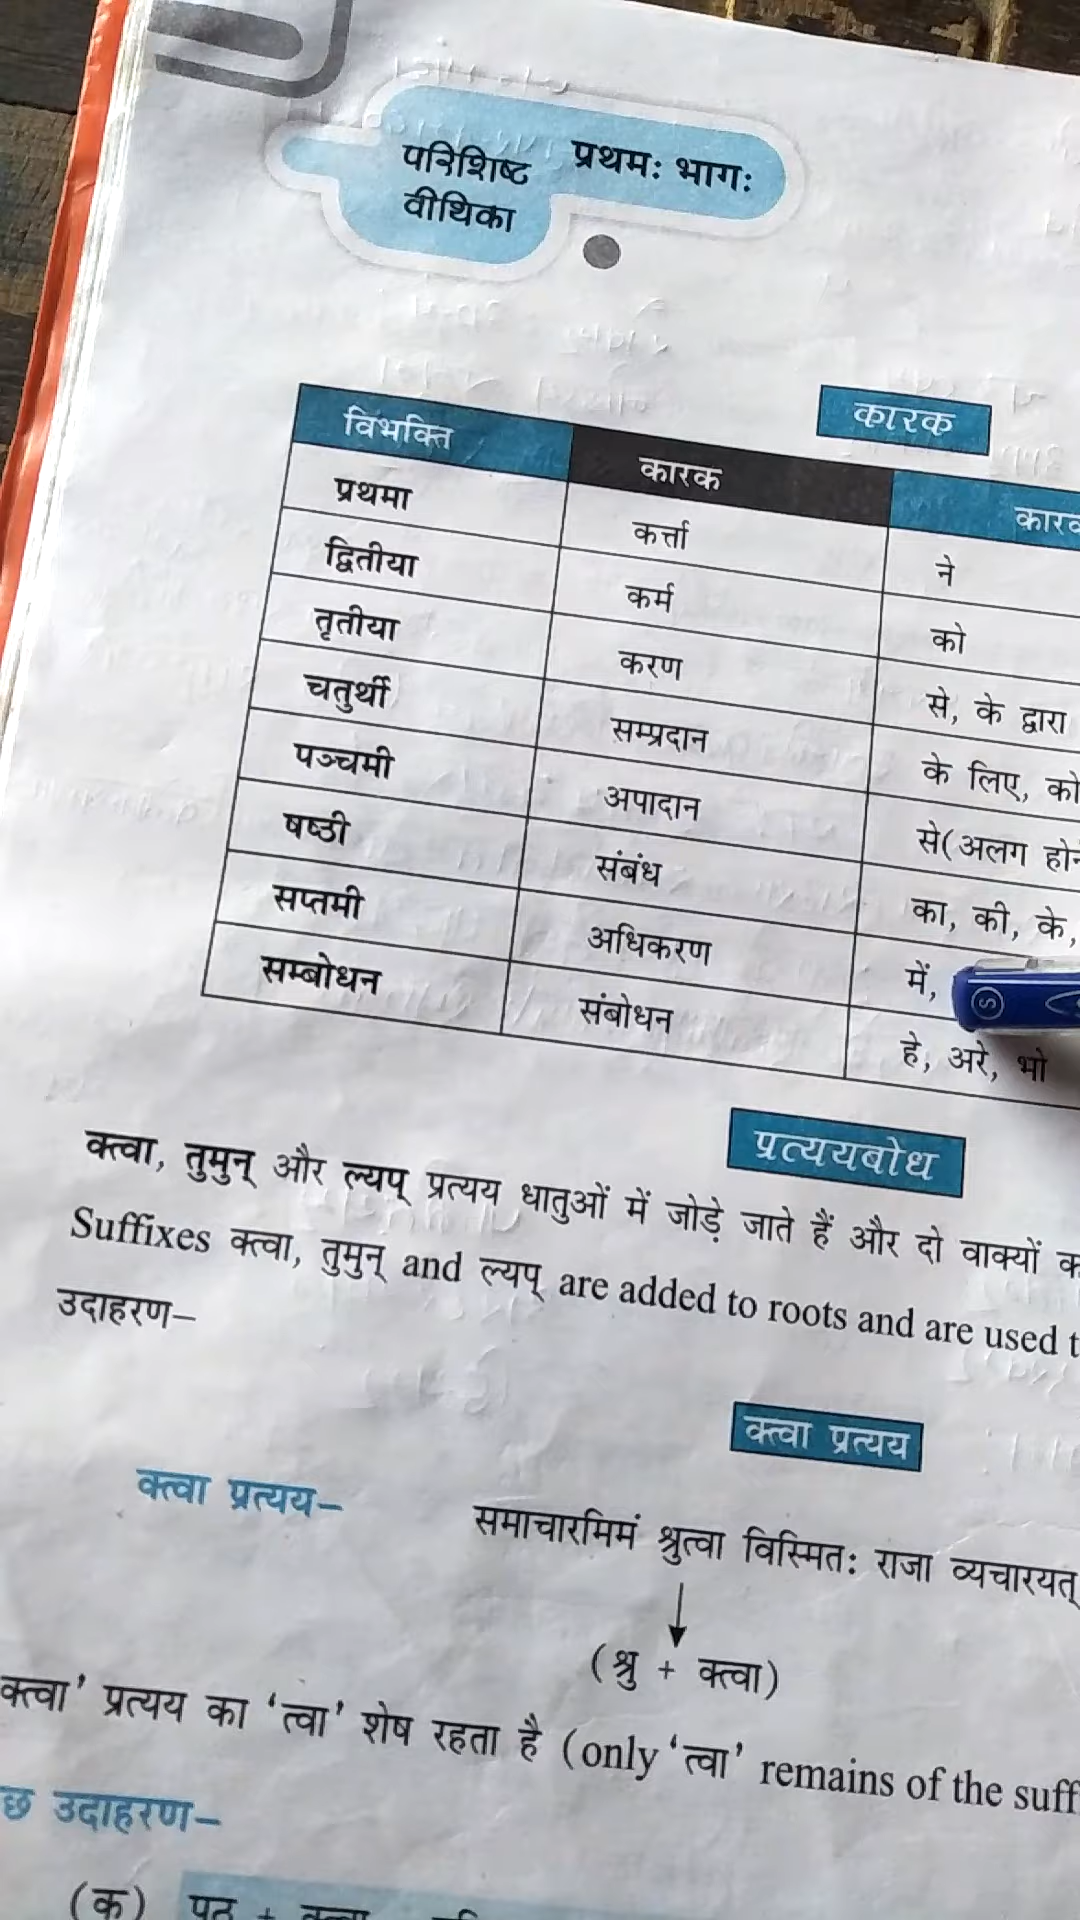 परिशिष्ट प्रथमः भागः
वीथिका
कारक
विभक्ति कारक
प्रथमा कर्त्ता ने
द्वितीया कर्म को
तृतीया करण से, के द्वारा
चतुर्थी सम्प्रदान के लिए, को
पञ्चमी अपादान से(अलग
षष्ठी संबंध का, की, के,
सप्तमी अधिकरण में,
सम्बोधन संबोधन हे, अरे, भो
प्रत्ययबोध
क्त्वा, तुमुन् और ल्यप् प्रत्यय धातुओं में जोड़े जाते हैं और दो वाक्यों
Suffixes क्त्वा, तुमुन् and ल्यप् are added to roots and are used
उदाहरण–
क्त्वा प्रत्यय
क्त्वा प्रत्यय– समाचारमिमं श्रुत्वा विस्मितः राजा व्यचारयत्
(श्रु + क्त्वा)
क्त्वा' प्रत्यय का 'त्वा' शेष रहता है (only 'त्वा' remains of the
उदाहरण–
(क)